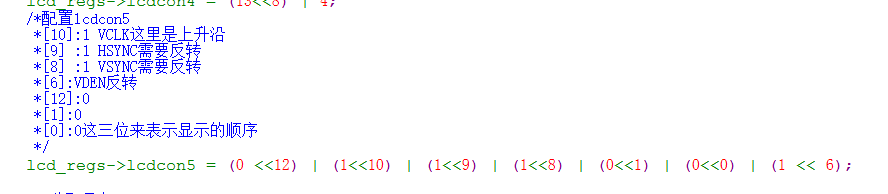 lcd_regs->lcdcon4 = (13<<8) | 4;
/*配置lcdcon5
*[10]:1 VCLK这里是上升沿
*[9] :1 HSYNC需要反转
*[8] :1 VSYNC需要反转
*[6]:VDEN反转
*[12]:0
*[1]:0
*[0]:0这三位来表示显示的顺序
*/
lcd_regs->lcdcon5 = (0 <<12) | (1<<10) | (1<<9) | (1<<8) | (0<<1) | (0<<0) | (1 << 6);